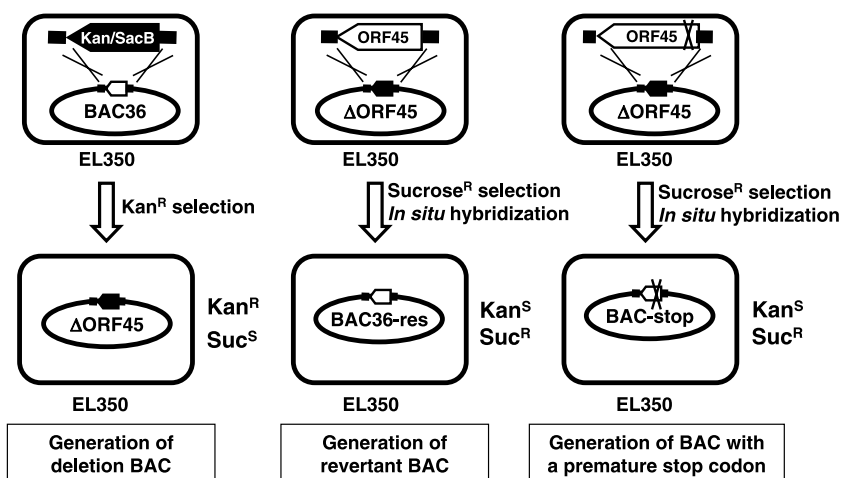 Kan/SacB
BAC36
EL350
Kanᴿ selection
ΔORF45
Kanᴿ
Sucˢ
EL350
Generation of
deletion BAC
ORF45
ΔORF45
EL350
Sucroseᴿ selection
In situ hybridization
BAC36-res
Kanˢ
Sucᴿ
EL350
Generation of
revertant BAC
ORF45
ΔORF45
EL350
Sucroseᴿ selection
In situ hybridization
BAC-stop
Kanˢ
Sucᴿ
EL350
Generation of BAC with
a premature stop codon